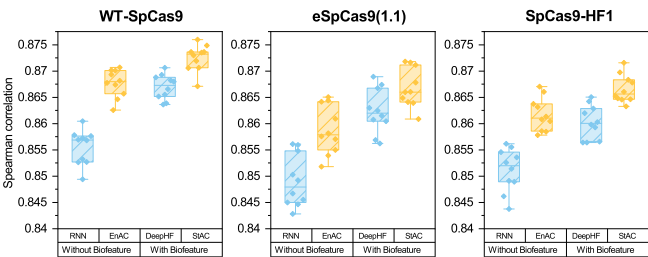 WT-SpCas9
eSpCas9(1.1)
SpCas9-HF1
Spearman correlation
0.875
0.87
0.865
0.86
0.855
0.85
0.845
0.84
RNN EnAC DeepHF StAC
Without Biofeature With Biofeature
0.875
0.87
0.865
0.86
0.855
0.85
0.845
0.84
RNN EnAC DeepHF StAC
Without Biofeature With Biofeature
0.875
0.87
0.865
0.86
0.855
0.85
0.845
0.84
RNN EnAC DeepHF StAC
Without Biofeature With Biofeature